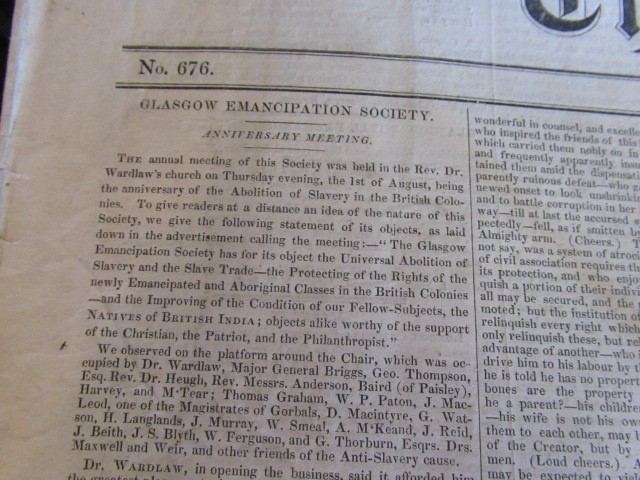 No. 676.
GLASGOW EMANCIPATION SOCIETY.
ANNIVERSARY MEETING.
THE annual meeting of this Society was held in the Rev. Dr.
Wardlaw's church on Thursday evening, the 1st of August, being
the anniversary of the Abolition of Slavery in the British Colo-
nies. To give readers at a distance an idea of the nature of this
Society, we give the following statement of its objects, as laid
down in the advertisement calling the meeting:—“ The Glasgow
Emancipation Society has for its object the Universal Abolition of
Slavery and the Slave Trade—the Protecting of the Rights of the
newly Emancipated and Aboriginal Classes in the British Colonies
—and the Improving of the Condition of our Fellow-Subjects, the
NATIVES of BRITISH INDIA; objects alike worthy of the support
of the Christian, the Patriot, and the Philanthropist.”
We observed on the platform around the Chair, which was oc-
cupied by Dr. Wardlaw, Major General Briggs, Geo. Thompson,
Esq. Rev. Dr. Heugh, Rev. Messrs. Anderson, Baird (of Paisley),
Harvey, and M'Tear; Thomas Graham, W. P. Paton, J. Mac-
Leod, one of the Magistrates of Gorbals, D. Macintyre, G. Wat-
son, H. Langlands, J. Murray, W. Smeal, A. M'Keand, J. Reid,
J. Beith, J. S. Blyth, W. Ferguson, and G. Thorburn, Esqrs. Drs.
Maxwell and Weir, and other friends of the Anti-Slavery cause.
Dr. WARDLAW, in opening the business, said it afforded him
wonderful in counsel, and excelle
who inspired the friends of this
which carried them nobly on in
and frequently apparently ins
tained them amid the dispensati
parently ruinous defeat—who
newed onset to look undaunted
and to battle corruption in her
way—till at last the accursed
pectedly—fell, as if smitten by
Almighty arm. (Cheers.)
not say, was a system of atroci
of civil association requires th
its protection, and who enjoy
quish a portion of their indivi
all may be secured, and the
moted; but the institution of
relinquish every right which
only relinquish these, but rel
advantage of another—who
drive him to his labour by t
he is told he has no proper
bones are the property
he a parent?—his childre
—his wife is not his own
them to each other, may
of the Creator, but by
men. (Loud cheers.) A
may be expected to